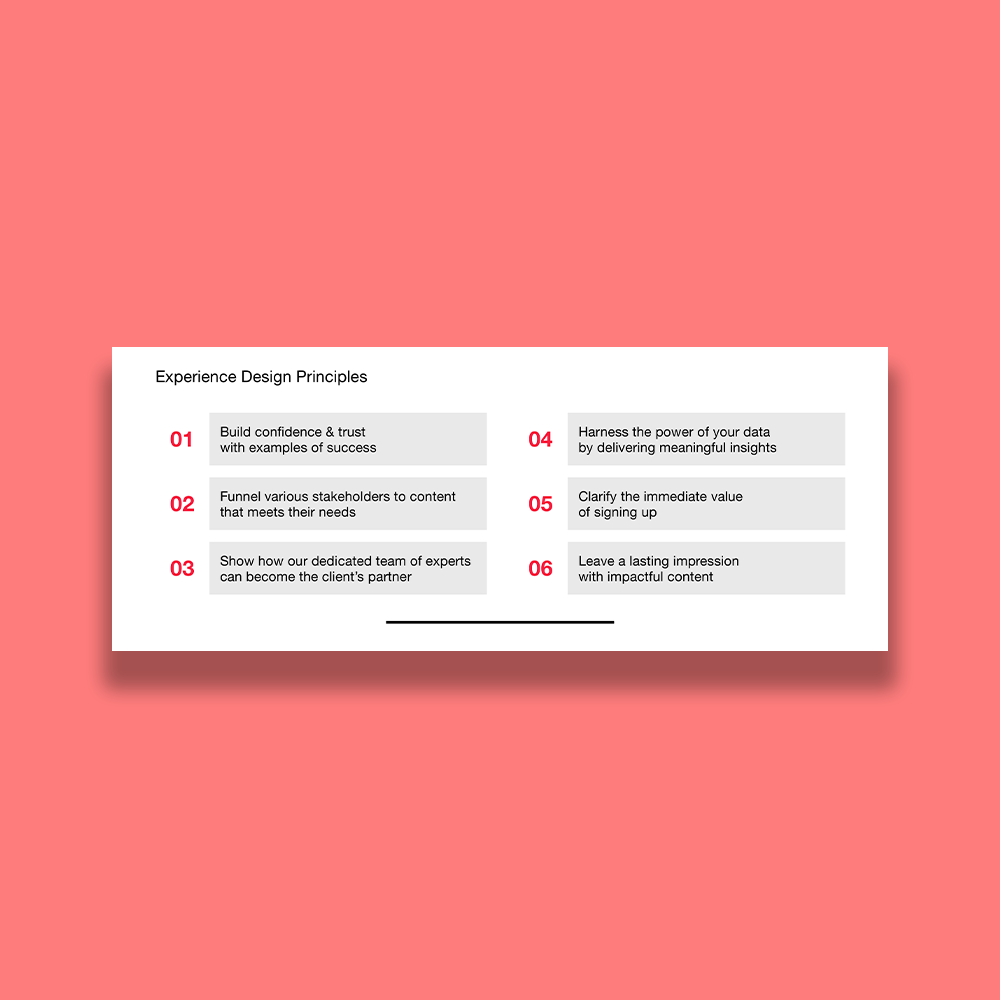 Experience Design Principles
01
Build confidence & trust
with examples of success
02
Funnel various stakeholders to content
that meets their needs
03
Show how our dedicated team of experts
can become the client’s partner
04
Harness the power of your data
by delivering meaningful insights
05
Clarify the immediate value
of signing up
06
Leave a lasting impression
with impactful content